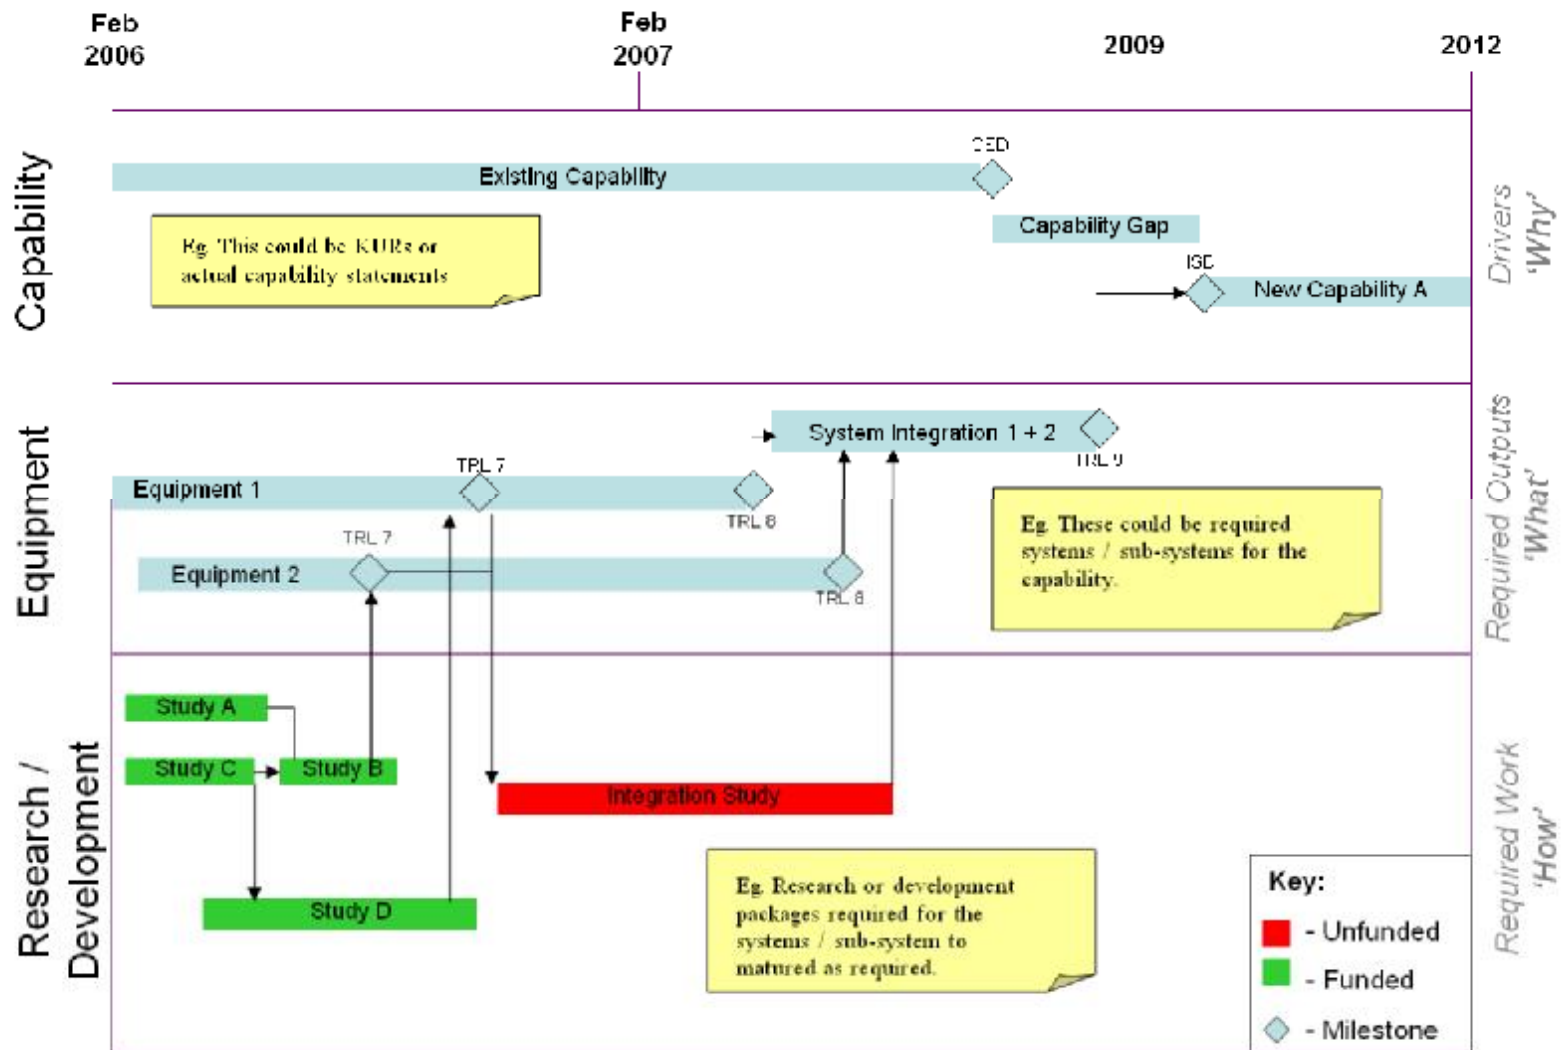 Feb
2006
Feb
2007
2009
2012
Capability
Existing Capability
Capability Gap
ISD
New Capability A
Eg. This could be KURs or
actual capability statements
Drivers
'Why'
Equipment
System Integration 1 + 2
TRL 9
TRL 7
Equipment 1
TRL 8
TRL 7
Equipment 2
TRL 8
Eg. These could be required
systems / sub-systems for the
capability.
Required Outputs
'What'
Research /
Development
Study A
Study C
Study B
Integration Study
Study D
Eg. Research or development
packages required for the
systems / sub-system to
matured as required.
Required Work
'How'
Key:
- Unfunded
- Funded
- Milestone